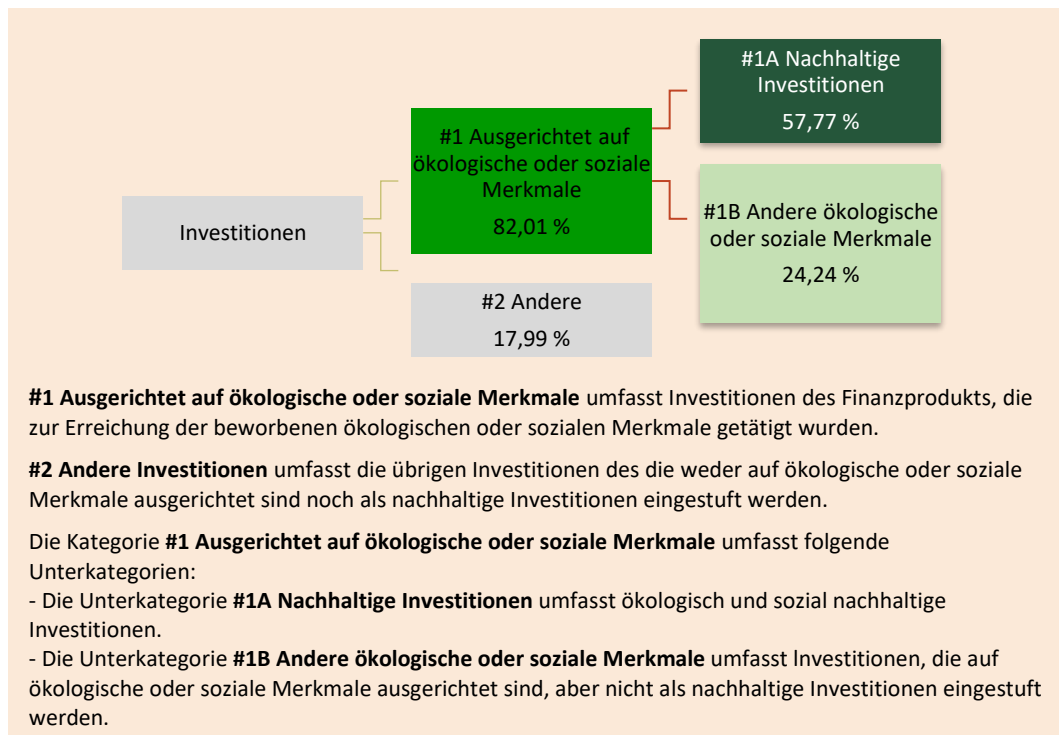 Investitionen
#1 Ausgerichtet auf
ökologische oder soziale
Merkmale
82,01 %
#2 Andere
17,99 %
#1A Nachhaltige
Investitionen
57,77 %
#1B Andere ökologische
oder soziale Merkmale
24,24 %
#1 Ausgerichtet auf ökologische oder soziale Merkmale umfasst Investitionen des Finanzprodukts, die
zur Erreichung der beworbenen ökologischen oder sozialen Merkmale getätigt wurden.
#2 Andere Investitionen umfasst die übrigen Investitionen des die weder auf ökologische oder soziale
Merkmale ausgerichtet sind noch als nachhaltige Investitionen eingestuft werden.
Die Kategorie #1 Ausgerichtet auf ökologische oder soziale Merkmale umfasst folgende
Unterkategorien:
- Die Unterkategorie #1A Nachhaltige Investitionen umfasst ökologisch und sozial nachhaltige
Investitionen.
- Die Unterkategorie #1B Andere ökologische oder soziale Merkmale umfasst lnvestitionen, die auf
ökologische oder soziale Merkmale ausgerichtet sind, aber nicht als nachhaltige Investitionen eingestuft
werden.